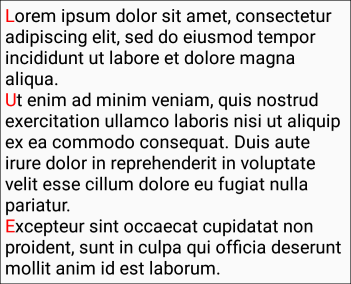 Lorem ipsum dolor sit amet, consectetur
adipiscing elit, sed do eiusmod tempor
incididunt ut labore et dolore magna
aliqua.
Ut enim ad minim veniam, quis nostrud
exercitation ullamco laboris nisi ut aliquip
ex ea commodo consequat. Duis aute
irure dolor in reprehenderit in voluptate
velit esse cillum dolore eu fugiat nulla
pariatur.
Excepteur sint occaecat cupidatat non
proident, sunt in culpa qui officia deserunt
mollit anim id est laborum.